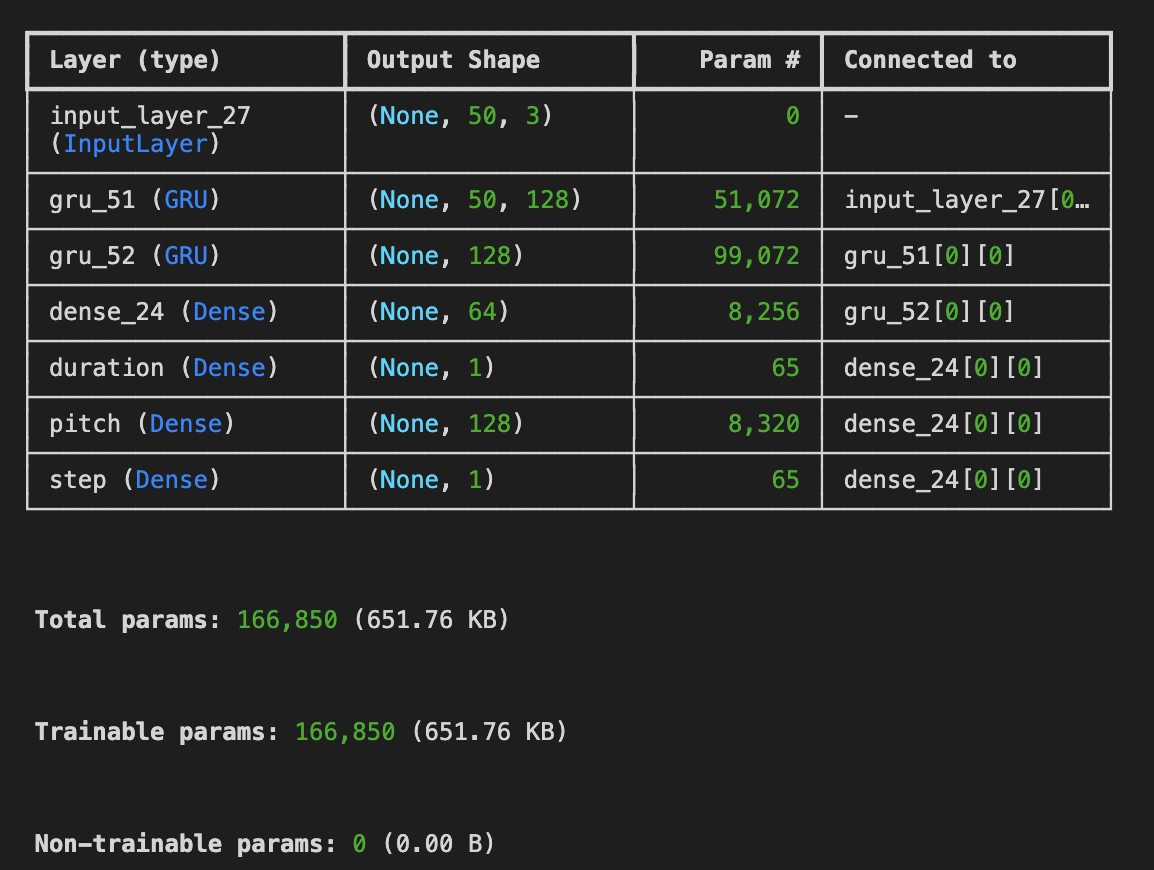 Layer (type) Output Shape Param # Connected to
input_layer_27 (None, 50, 3) 0 –
(InputLayer)
gru_51 (GRU) (None, 50, 128) 51,072 input_layer_27[0…
gru_52 (GRU) (None, 128) 99,072 gru_51[0][0]
dense_24 (Dense) (None, 64) 8,256 gru_52[0][0]
duration (Dense) (None, 1) 65 dense_24[0][0]
pitch (Dense) (None, 128) 8,320 dense_24[0][0]
step (Dense) (None, 1) 65 dense_24[0][0]
Total params: 166,850 (651.76 KB)
Trainable params: 166,850 (651.76 KB)
Non-trainable params: 0 (0.00 B)